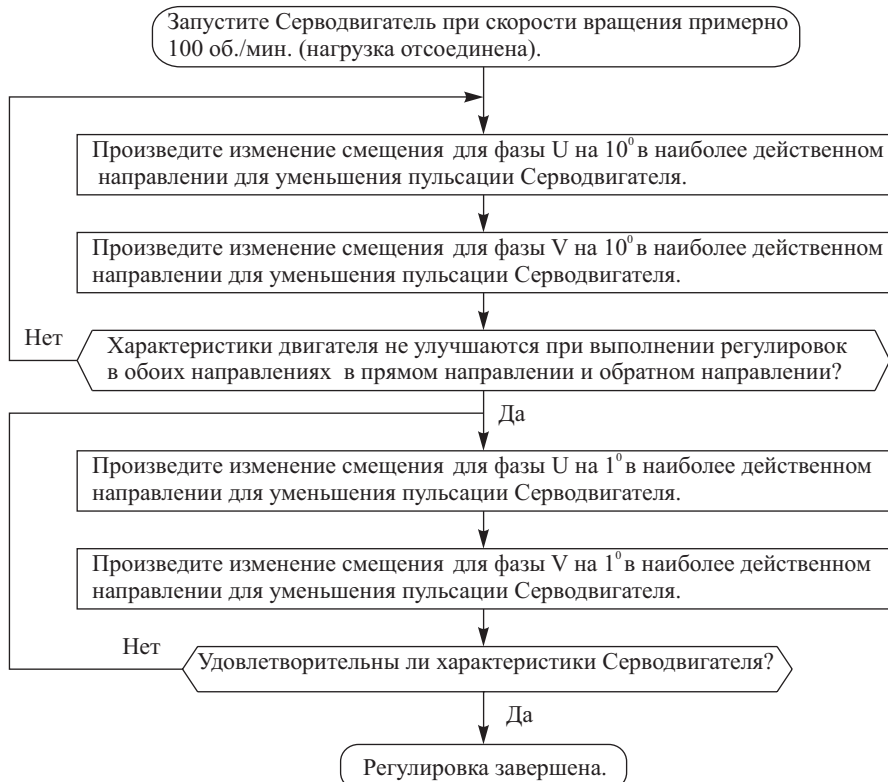 Запустите Серводвигатель при скорости вращения примерно
100 об./мин. (нагрузка отсоединена).
Произведите изменение смещения для фазы U на 10⁰ в наиболее действенном
направлении для уменьшения пульсации Серводвигателя.
Произведите изменение смещения для фазы V на 10⁰ в наиболее действенном
направлении для уменьшения пульсации Серводвигателя.
Нет
Характеристики двигателя не улучшаются при выполнении регулировок
в обоих направлениях в прямом направлении и обратном направлении?
Да
Произведите изменение смещения для фазы U на 1⁰ в наиболее действенном
направлении для уменьшения пульсации Серводвигателя.
Произведите изменение смещения для фазы V на 1⁰ в наиболее действенном
направлении для уменьшения пульсации Серводвигателя.
Нет
Удовлетворительны ли характеристики Серводвигателя?
Да
Регулировка завершена.